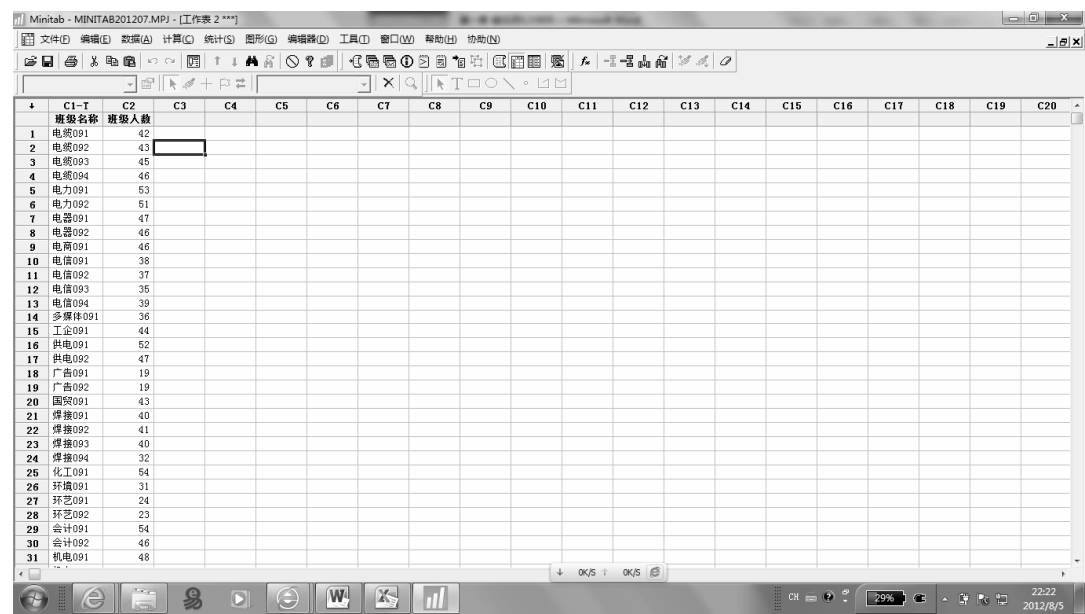 Minitab - MINITAB201207.MPJ - [工作表 2 ***]
文件(F) 编辑(E) 数据(A) 计算(C) 统计(S) 图形(G) 编辑器(D) 工具(T) 窗口(W) 帮助(H) 协助(N)
↓ C1-T C2 C3 C4 C5 C6 C7 C8 C9 C10 C11 C12 C13 C14 C15 C16 C17 C18 C19 C20
班级名称 班级人数
1 电缆091 42
2 电缆092 43
3 电缆093 45
4 电缆094 46
5 电力091 53
6 电力092 51
7 电器091 47
8 电器092 46
9 电商091 46
10 电信091 38
11 电信092 37
12 电信093 35
13 电信094 39
14 多媒体091 36
15 工企091 44
16 供电091 52
17 供电092 47
18 广告091 19
19 广告092 19
20 国贸091 43
21 焊接091 40
22 焊接092 41
23 焊接093 40
24 焊接094 32
25 化工091 54
26 环境091 31
27 环艺091 24
28 环艺092 23
29 会计091 54
30 会计092 46
31 机电091 48
↓ 0K/S ↑ 0K/S
CH 29% 22:22
2012/8/5